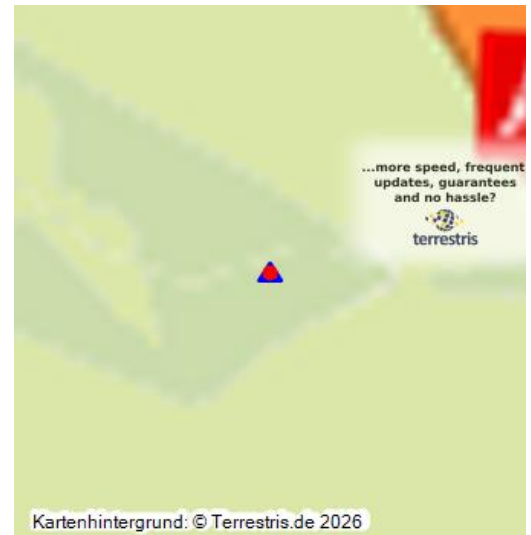 ...more speed, frequent
updates, guarantees
and no hassle?
terrestris
Kartenhintergrund: © Terrestris.de 2026